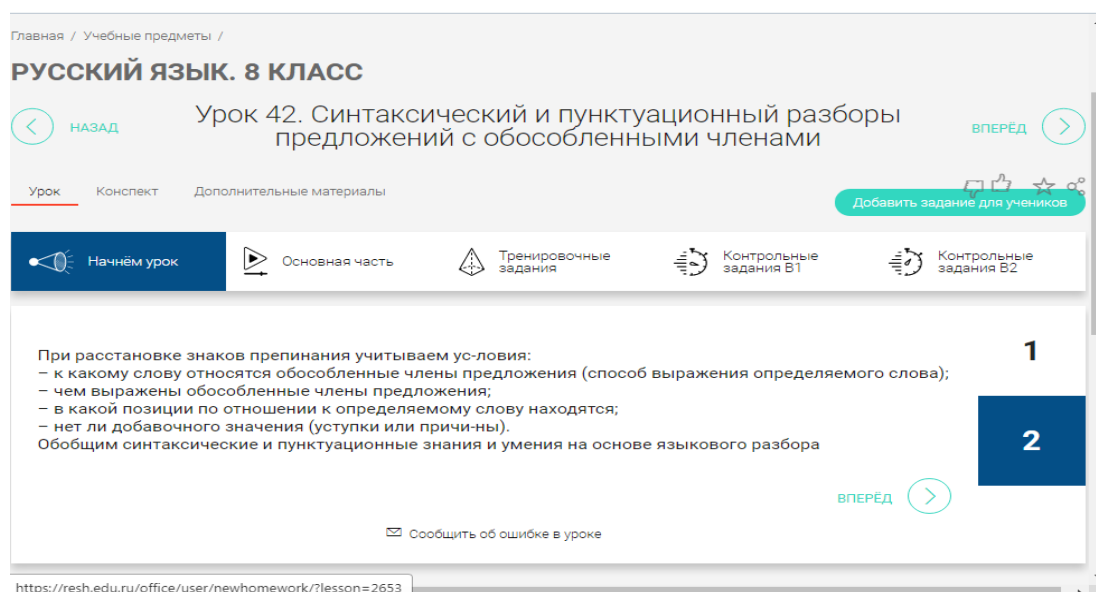 Главная / Учебные предметы /
РУССКИЙ ЯЗЫК. 8 КЛАСС
НАЗАД
Урок 42. Синтаксический и пунктуационный разборы
предложений с обособленными членами
ВПЕРЁД
Урок Конспект Дополнительные материалы
Добавить задание для учеников
Начнём урок
Основная часть
Тренировочные
задания
Контрольные
задания В1
Контрольные
задания В2
При расстановке знаков препинания учитываем ус-ловия:
– к какому слову относятся обособленные члены предложения (способ выражения определяемого слова);
– чем выражены обособленные члены предложения;
– в какой позиции по отношении к определяемому слову находятся;
– нет ли добавочного значения (уступки или причи-ны).
Обобщим синтаксические и пунктуационные знания и умения на основе языкового разбора
1
2
ВПЕРЁД
Сообщить об ошибке в уроке
https://resh.edu.ru/office/user/newhomework/?lesson=2653